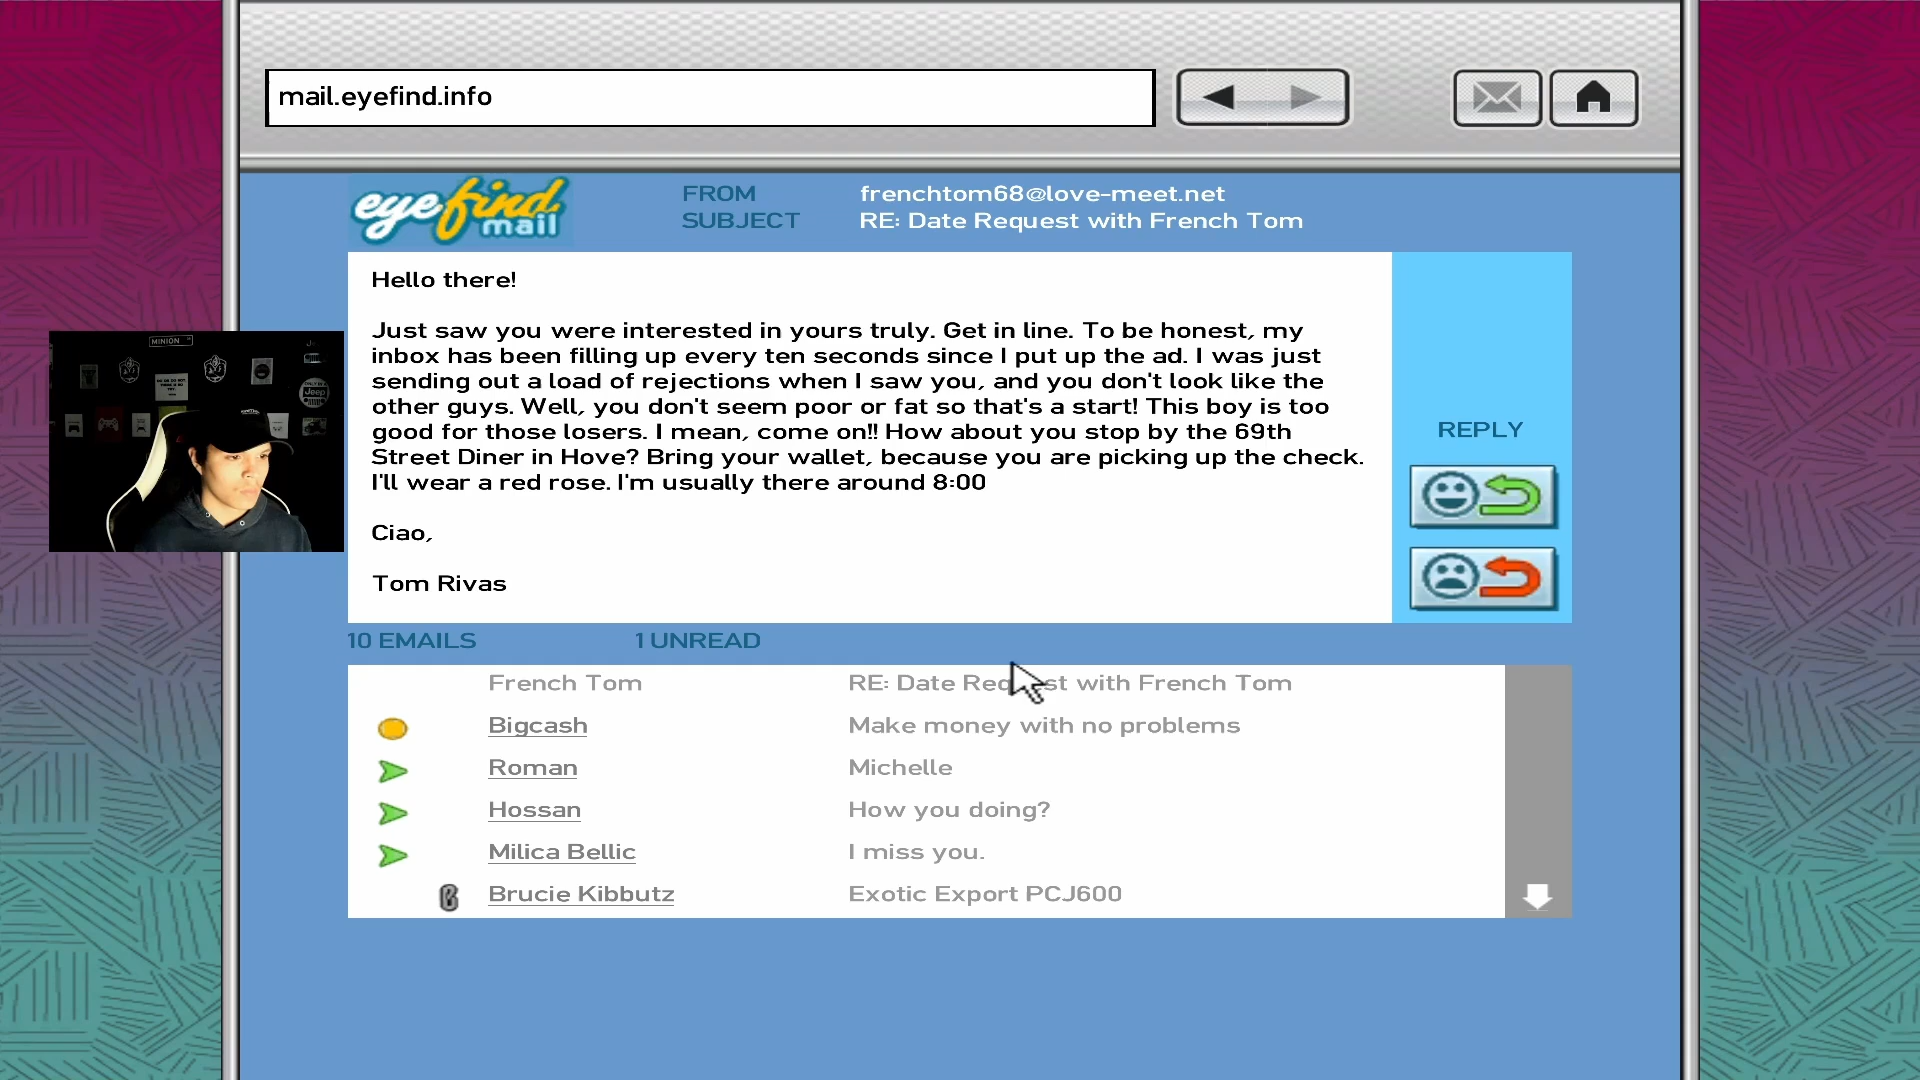 mail.eyefind.info
eyefind mail
FROM frenchtom68@love-meet.net
SUBJECT RE: Date Request with French Tom
Hello there!
Just saw you were interested in yours truly. Get in line. To be honest, my
inbox has been filling up every ten seconds since I put up the ad. I was just
sending out a load of rejections when I saw you, and you don't look like the
other guys. Well, you don't seem poor or fat so that's a start! This boy is too
good for those losers. I mean, come on!! How about you stop by the 69th
Street Diner in Hove? Bring your wallet, because you are picking up the check.
I'll wear a red rose. I'm usually there around 8:00
Ciao,
Tom Rivas
REPLY
MINION
Jeep
10 EMAILS 1 UNREAD
French Tom RE: Date Request with French Tom
Bigcash Make money with no problems
Roman Michelle
Hossan How you doing?
Milica Bellic I miss you.
Brucie Kibbutz Exotic Export PCJ600